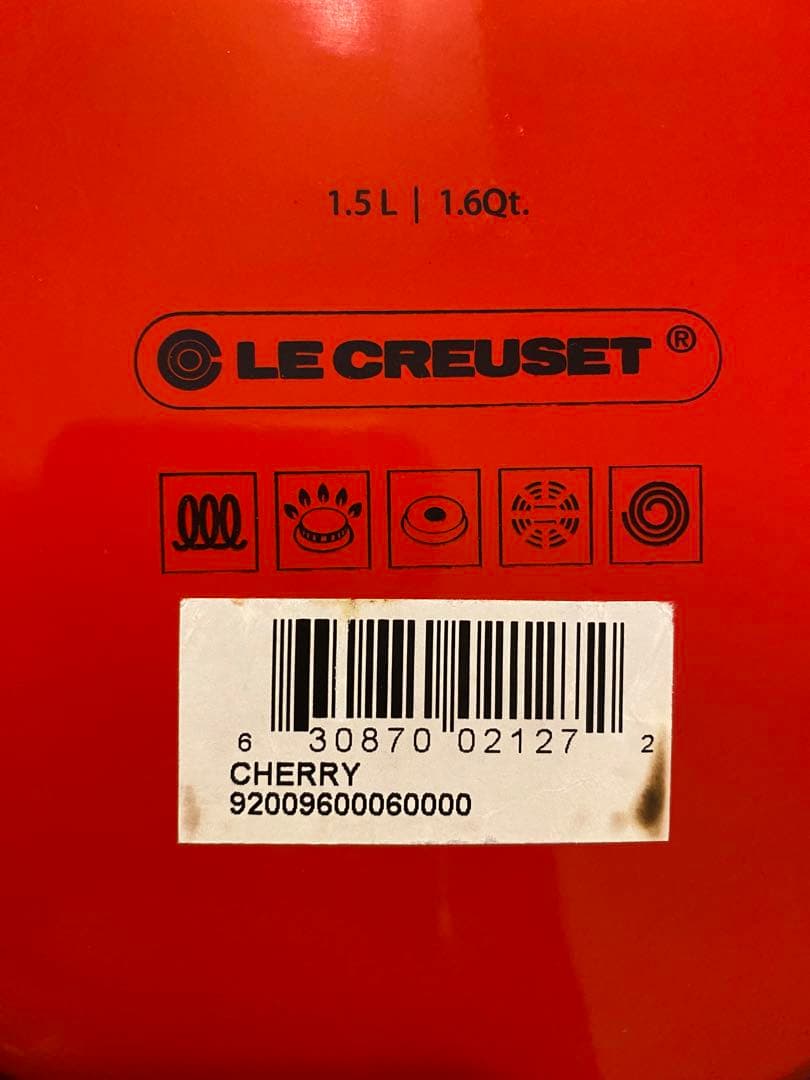 1.5 L | 1.6Qt.
LE CREUSET ®
6 30870 02127 2
CHERRY
92009600060000